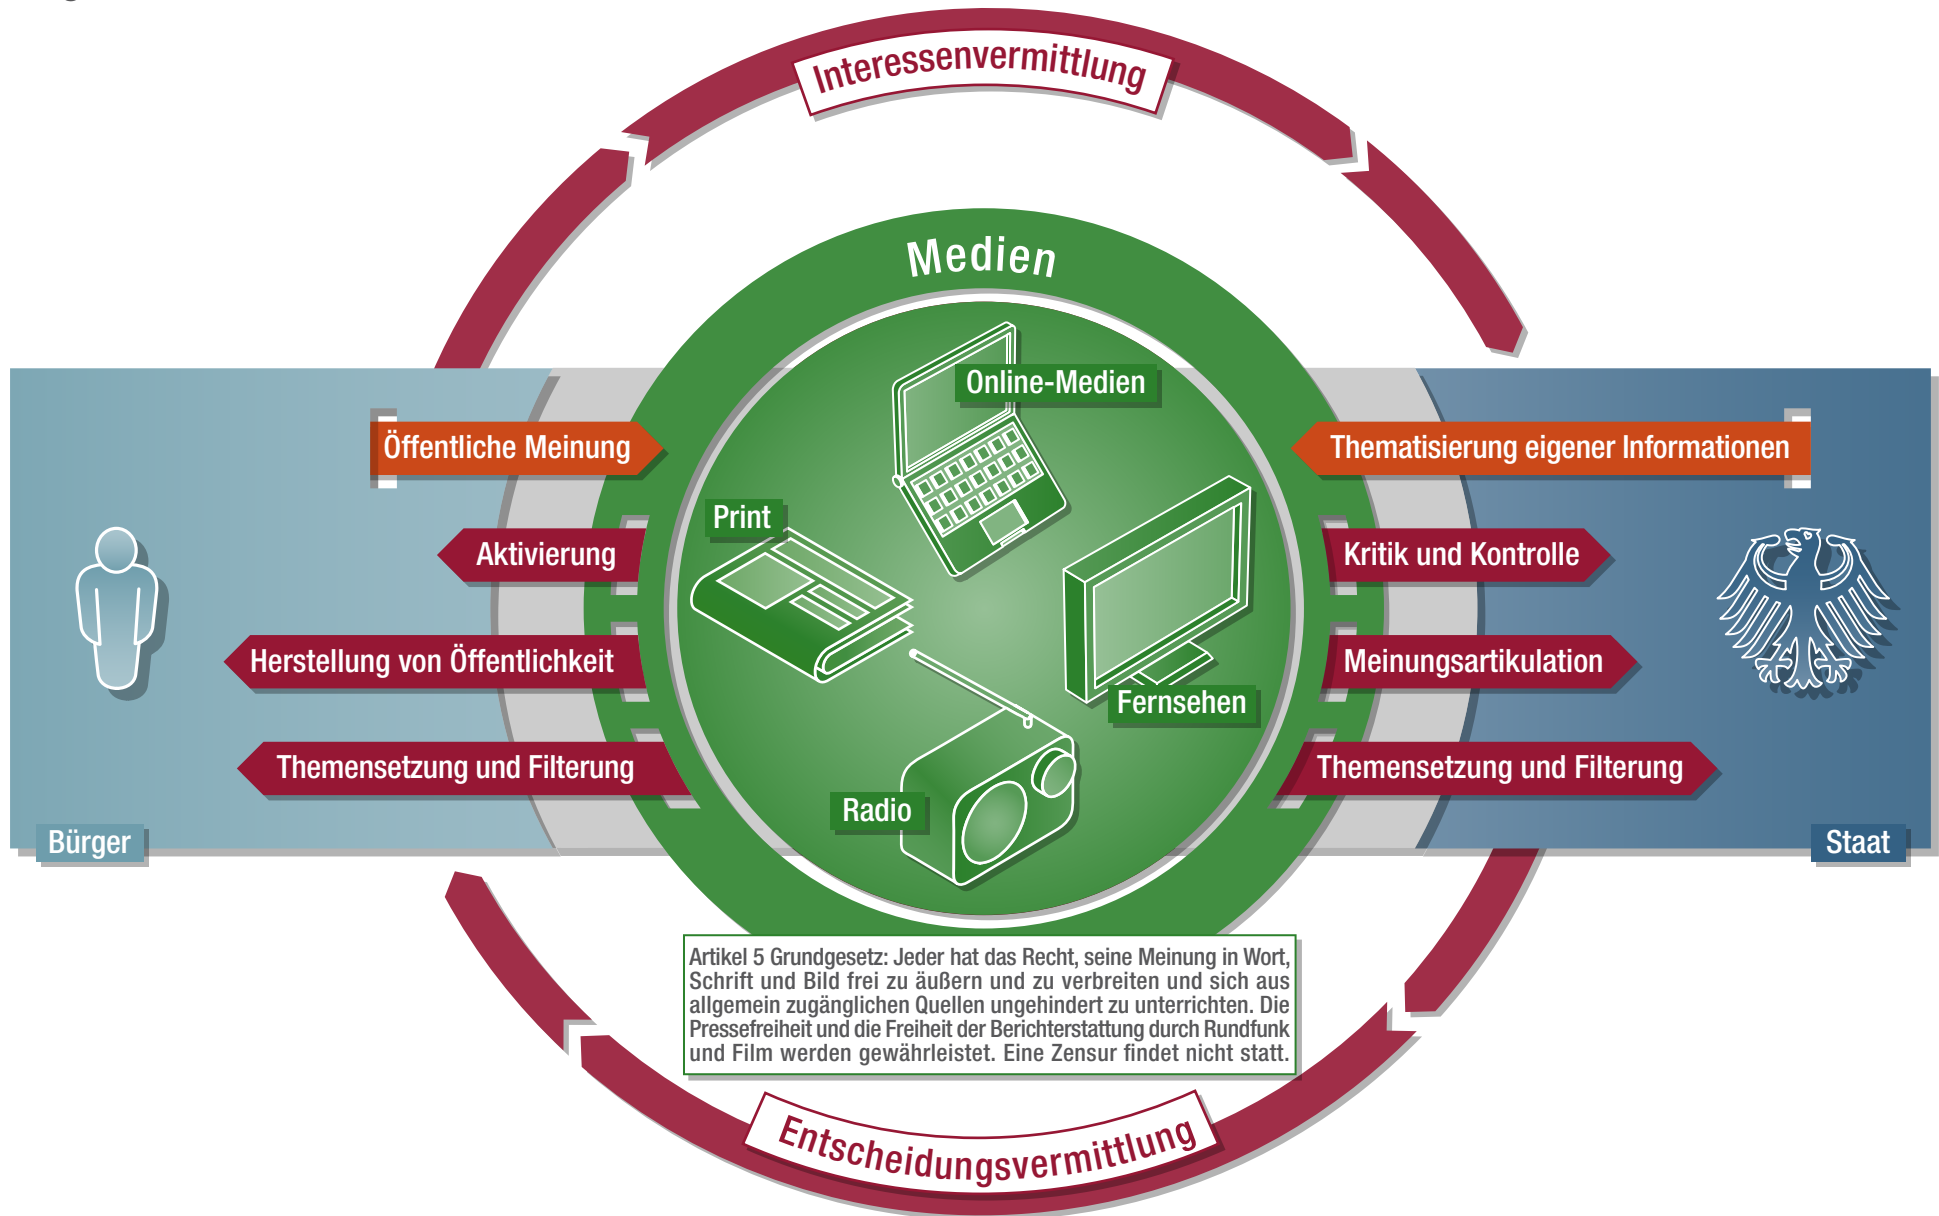 Interessenvermittlung
Medien
Online-Medien
Print
Fernsehen
Radio
Öffentliche Meinung
Aktivierung
Herstellung von Öffentlichkeit
Themensetzung und Filterung
Bürger
Thematisierung eigener Informationen
Kritik und Kontrolle
Meinungsartikulation
Themensetzung und Filterung
Staat
Artikel 5 Grundgesetz: Jeder hat das Recht, seine Meinung in Wort,
Schrift und Bild frei zu äußern und zu verbreiten und sich aus
allgemein zugänglichen Quellen ungehindert zu unterrichten. Die
Pressefreiheit und die Freiheit der Berichterstattung durch Rundfunk
und Film werden gewährleistet. Eine Zensur findet nicht statt.
Entscheidungsvermittlung